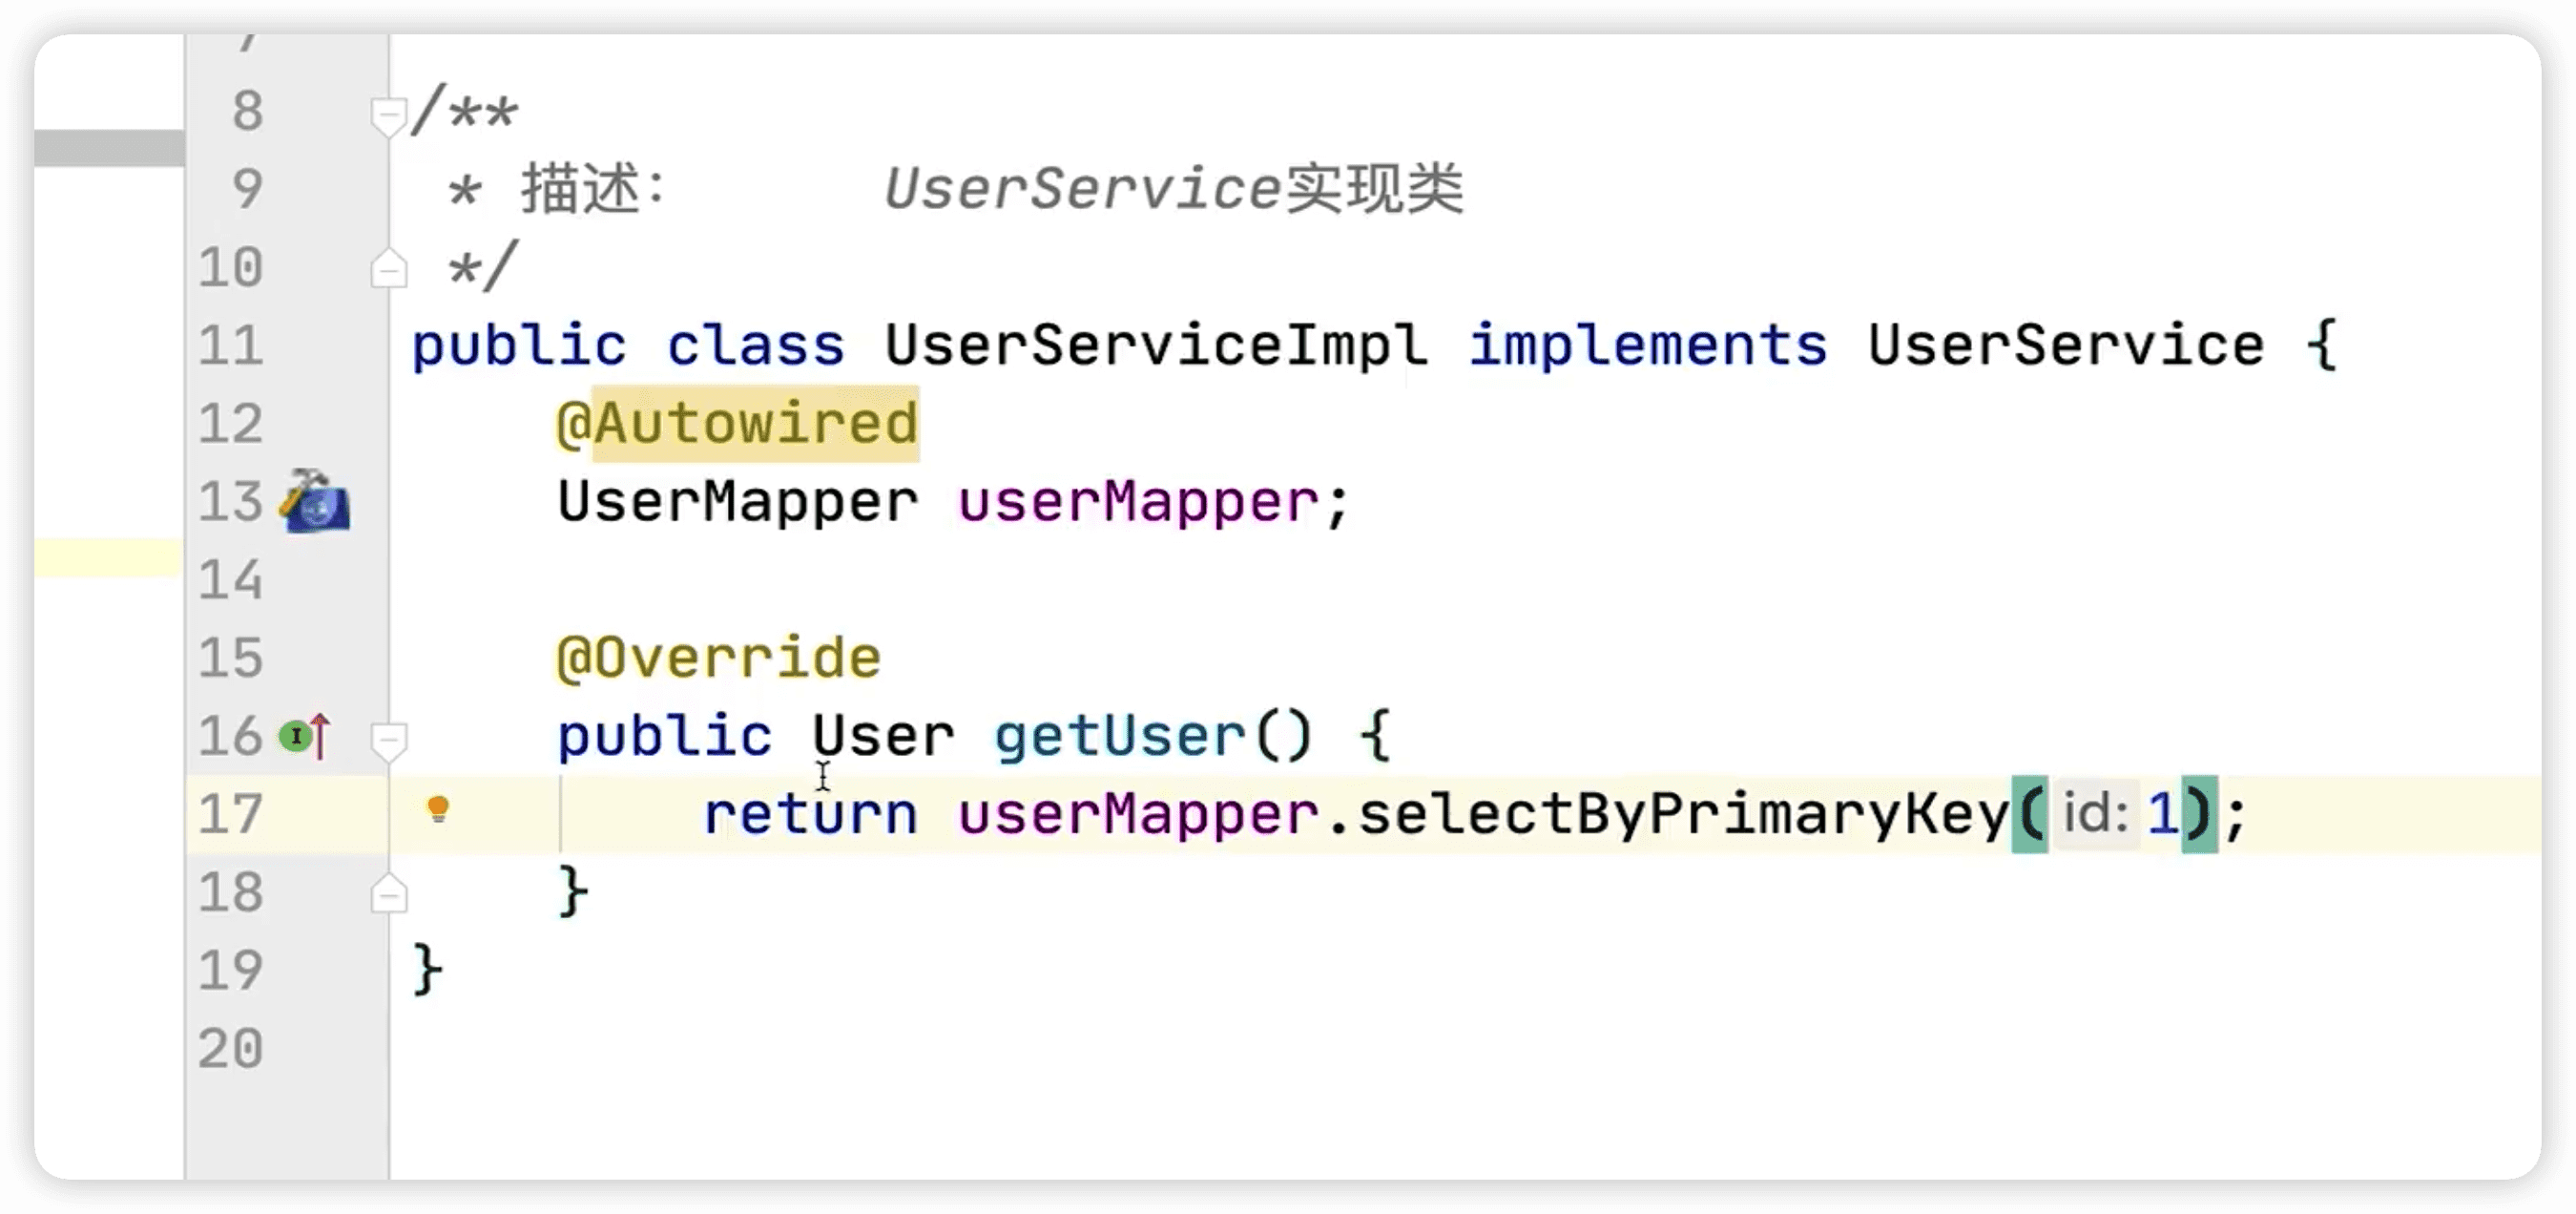 8 /**
9 * 描述:      UserService实现类
10 */
11 public class UserServiceImpl implements UserService {
12 @Autowired
13 UserMapper userMapper;
14
15 @Override
16 public User getUser() {
17 return userMapper.selectByPrimaryKey( id: 1);
18 }
19 }
20